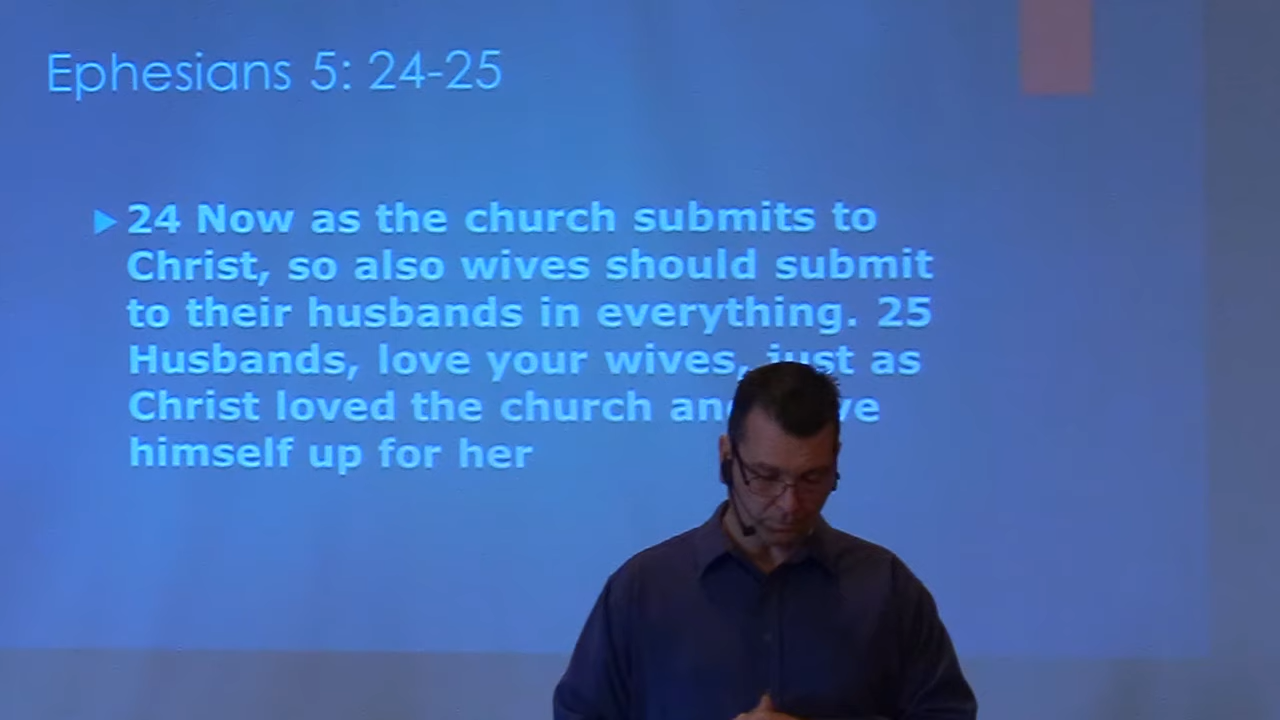 Ephesians 5: 24-25
24 Now as the church submits to
Christ, so also wives should submit
to their husbands in everything. 25
Husbands, love your wives, just as
Christ loved the church and
himself up for her